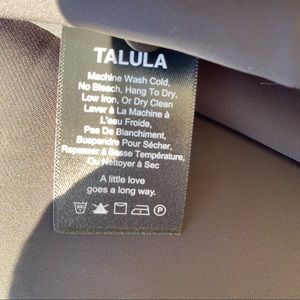 TALULA
Machine Wash Cold,
No Bleach, Hang To Dry,
Low Iron, Or Dry Clean
Laver À La Machine à
L'eau Froide,
Pas De Blanchiment,
Suspendre Pour Sécher,
Repasser à Basse Température,
Ou Nettoyer à Sec
A little love
goes a long way.